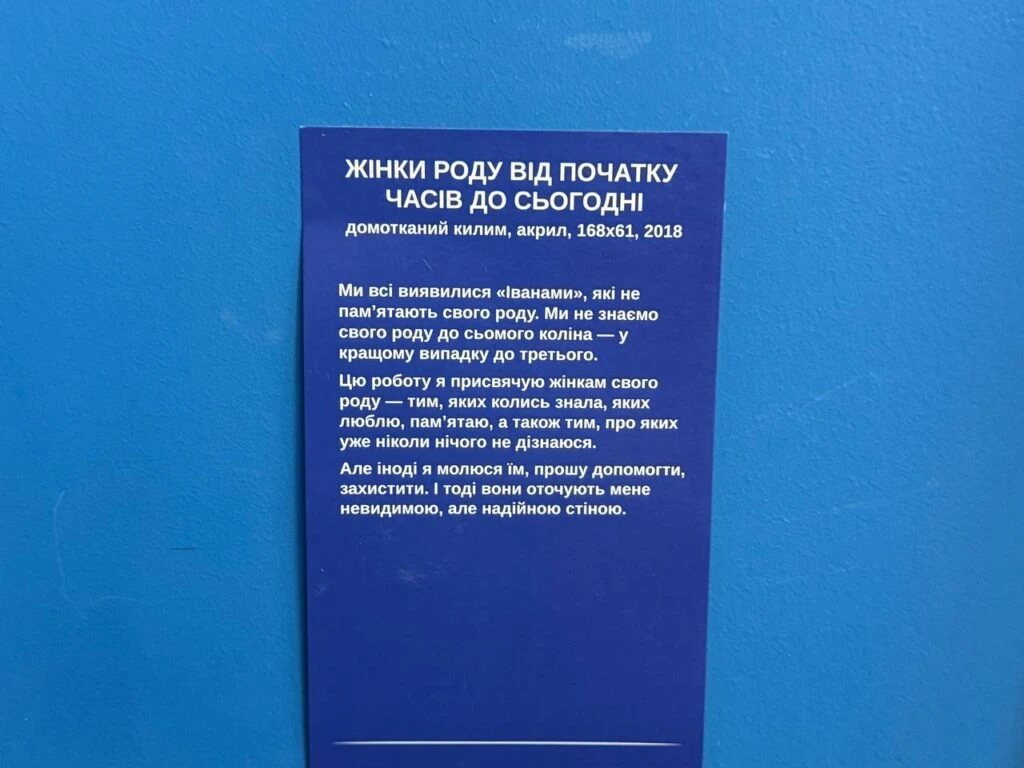 ЖІНКИ РОДУ ВІД ПОЧАТКУ
ЧАСІВ ДО СЬОГОДНІ
домотканий килим, акрил, 168х61, 2018
Ми всі виявилися «Іванами», які не
пам’ятають свого роду. Ми не знаємо
свого роду до сьомого коліна — у
кращому випадку до третього.
Цю роботу я присвячую жінкам свого
роду — тим, яких колись знала, яких
люблю, пам’ятаю, а також тим, про яких
уже ніколи нічого не дізнаюся.
Але іноді я молюся їм, прошу допомогти,
захистити. І тоді вони оточують мене
невидимою, але надійною стіною.